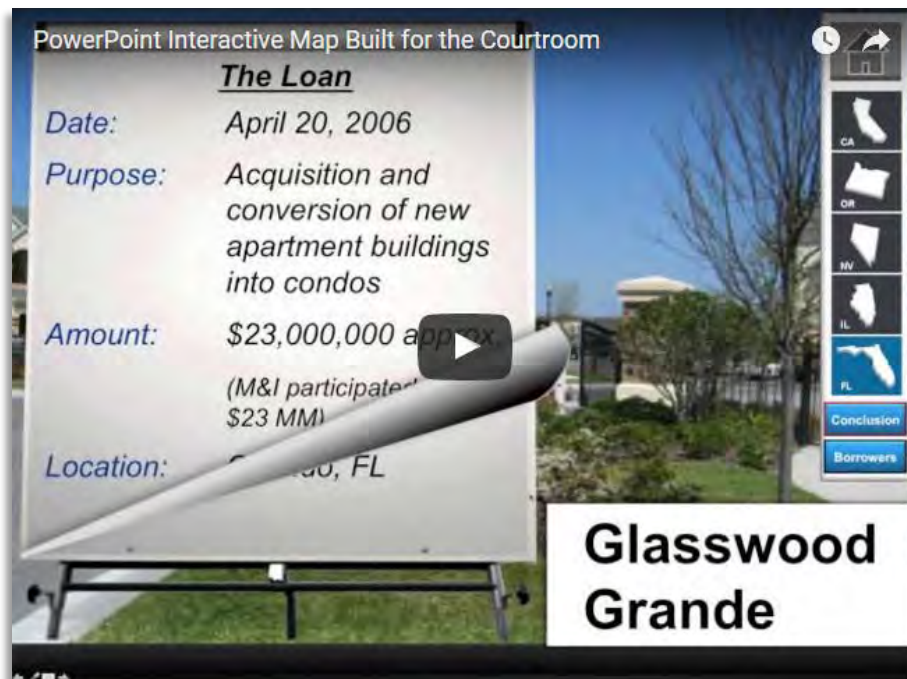 PowerPoint Interactive Map Built for the Courtroom
The Loan
Date: April 20, 2006
Purpose: Acquisition and
conversion of new
apartment buildings
into condos
Amount: $23,000,000
(M&I
$23 MM)
Location: FL
CA
OR
NV
IL
FL
Conclusion
Borrowers
Glasswood
Grande